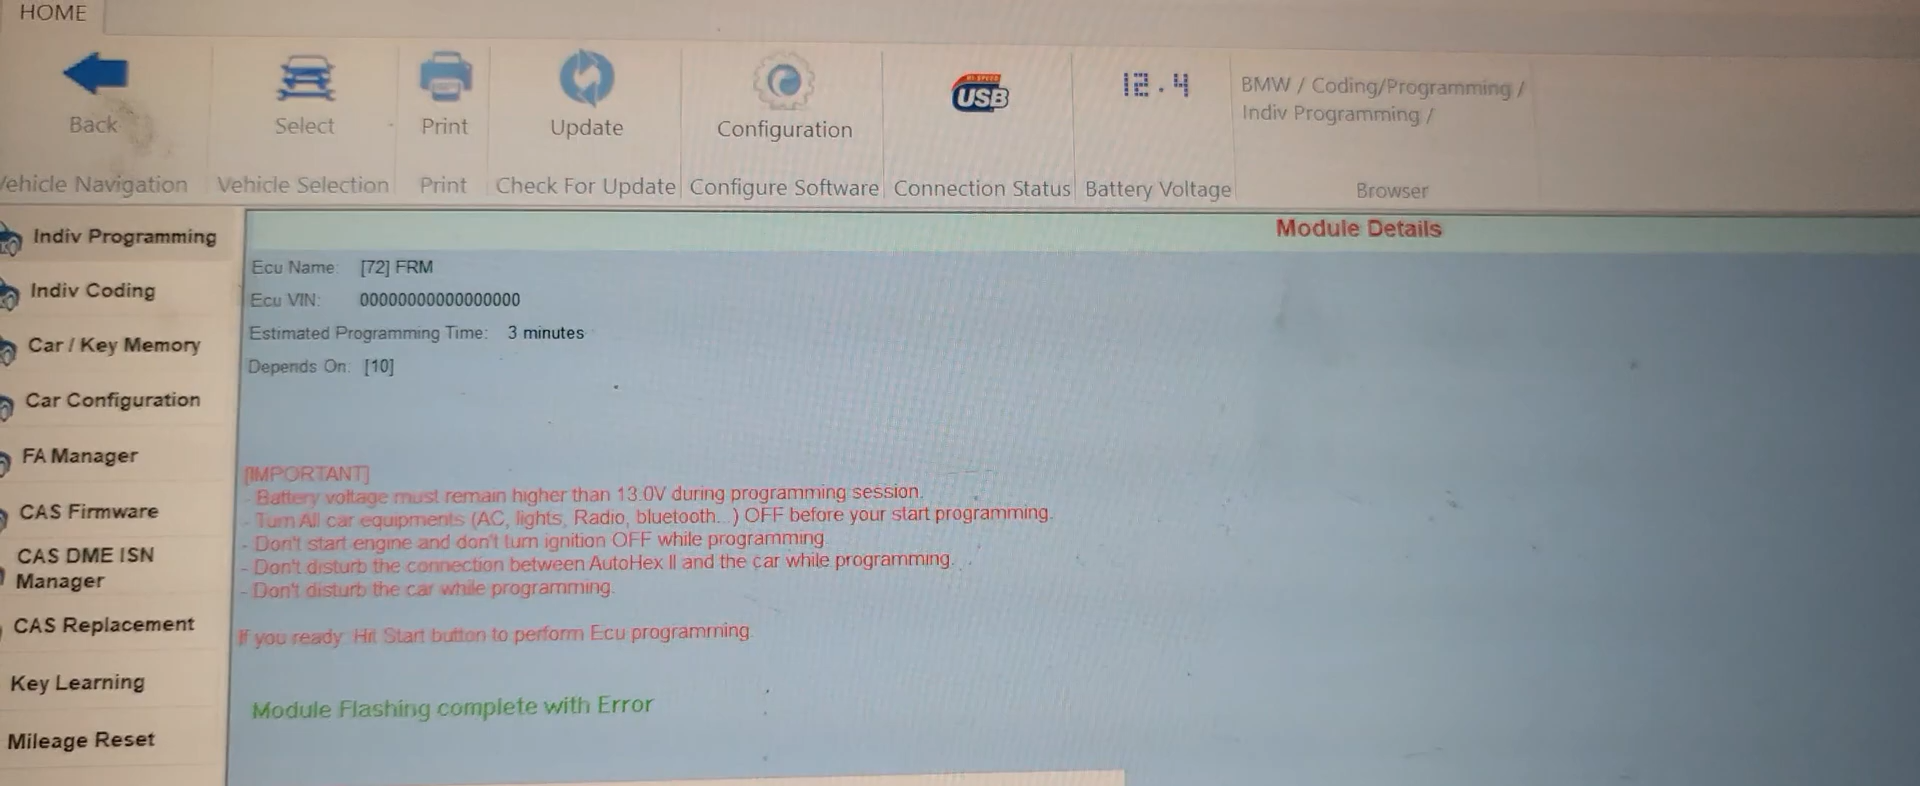 HOME
Back
Select
Print
Update
Configuration
HI-SPEED
USB
12.4
BMW / Coding/Programming /
Indiv Programming /
Vehicle Navigation
Vehicle Selection
Print
Check For Update
Configure Software
Connection Status
Battery Voltage
Browser
Indiv Programming
Indiv Coding
Car / Key Memory
Car Configuration
FA Manager
CAS Firmware
CAS DME ISN
Manager
CAS Replacement
Key Learning
Mileage Reset
Module Details
Ecu Name: [72] FRM
Ecu VIN: 00000000000000000
Estimated Programming Time: 3 minutes
Depends On: [10]
[IMPORTANT]
- Battery voltage must remain higher than 13.0V during programming session.
- Turn All car equipments (AC, lights, Radio, bluetooth...) OFF before your start programming.
- Don't start engine and don't turn ignition OFF while programming.
- Don't disturb the connection between AutoHex II and the car while programming.
- Don't disturb the car while programming.
If you ready: Hit Start button to perform Ecu programming.
Module Flashing complete with Error